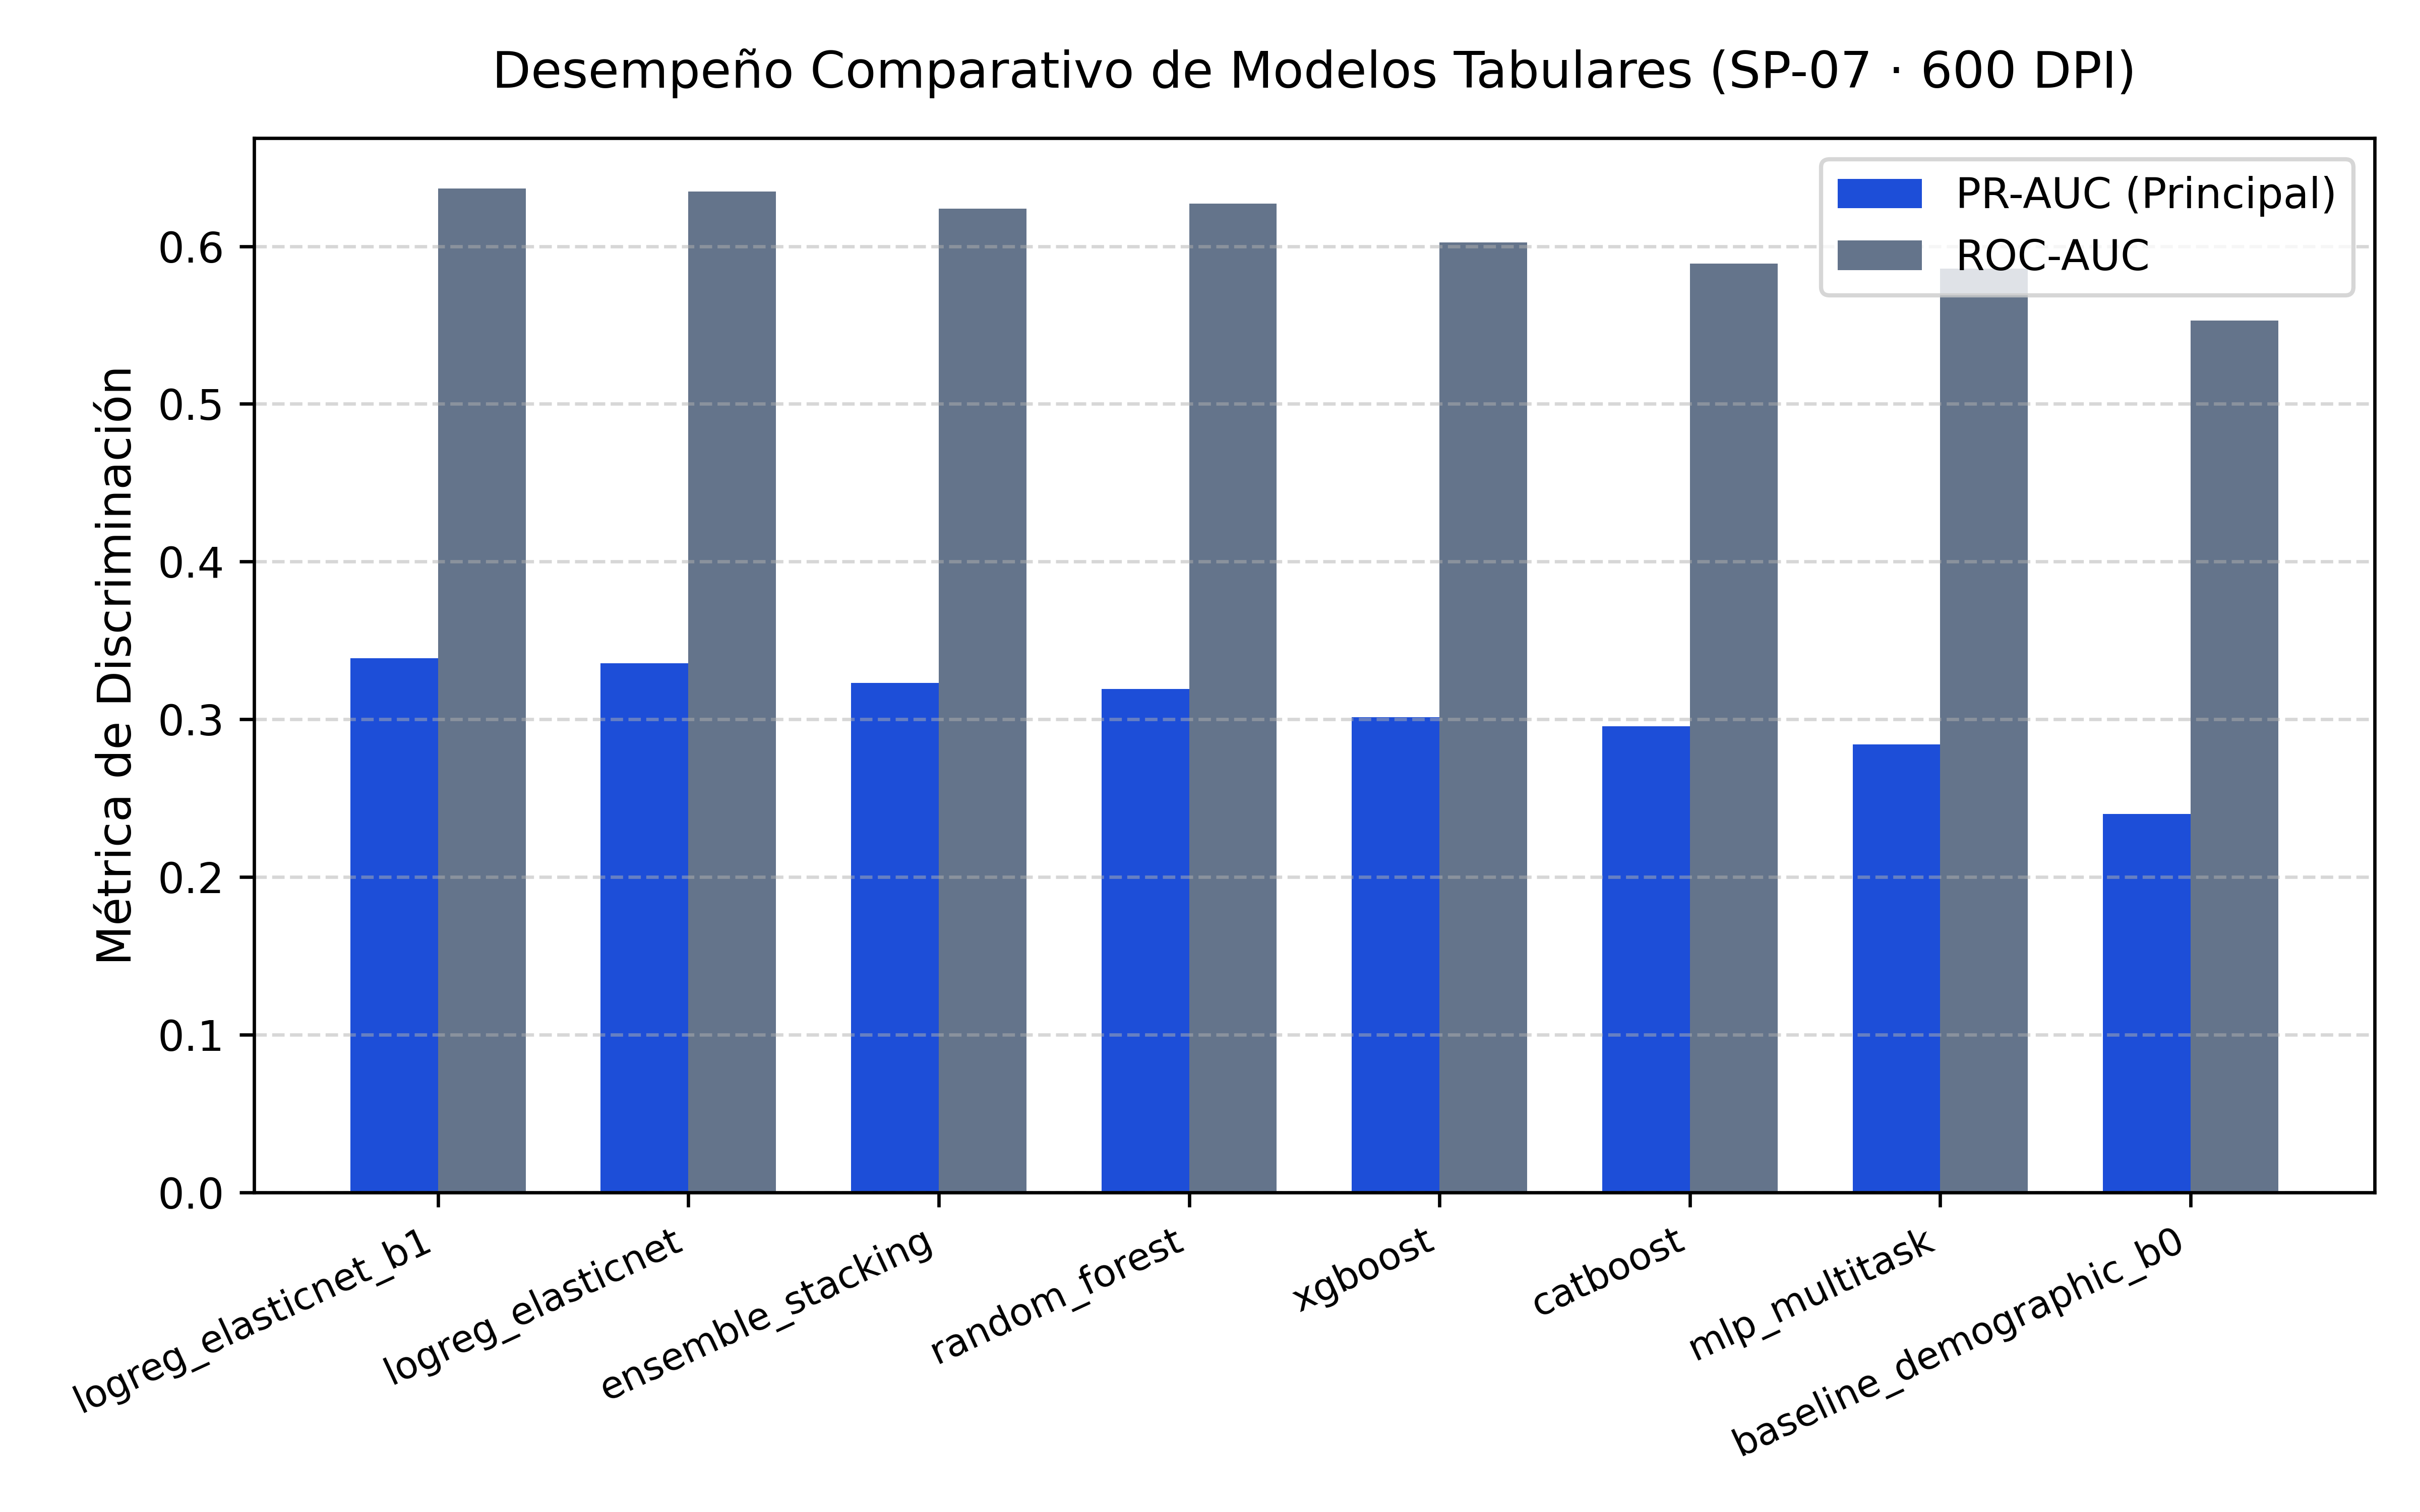 Desempeño Comparativo de Modelos Tabulares (SP-07 · 600 DPI)
PR-AUC (Principal)
ROC-AUC
Métrica de Discriminación
0.6
0.5
0.4
0.3
0.2
0.1
0.0
logreg_elasticnet_b1
logreg_elasticnet
ensemble_stacking
random_forest
xgboost
catboost
mlp_multitask
baseline_demographic_b0